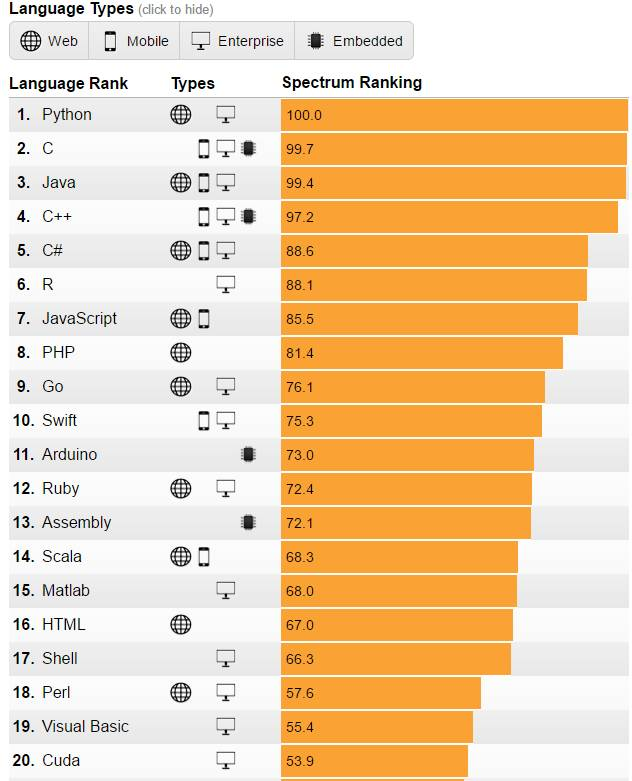 Language Types (click to hide)
Web Mobile Enterprise Embedded
Language Rank Types Spectrum Ranking
1. Python 100.0
2. C 99.7
3. Java 99.4
4. C++ 97.2
5. C# 88.6
6. R 88.1
7. JavaScript 85.5
8. PHP 81.4
9. Go 76.1
10. Swift 75.3
11. Arduino 73.0
12. Ruby 72.4
13. Assembly 72.1
14. Scala 68.3
15. Matlab 68.0
16. HTML 67.0
17. Shell 66.3
18. Perl 57.6
19. Visual Basic 55.4
20. Cuda 53.9